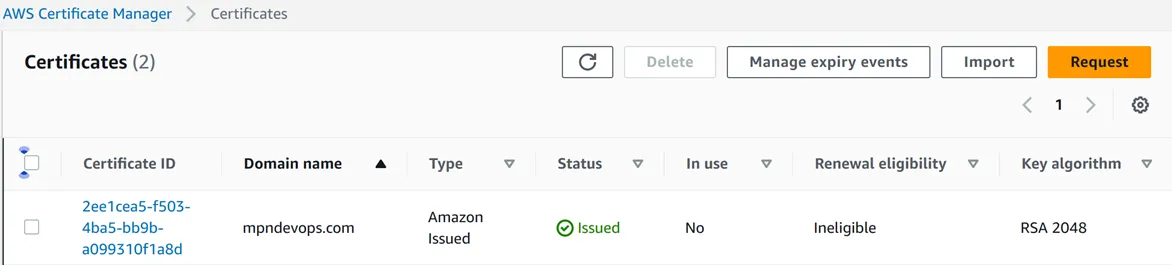 AWS Certificate Manager > Certificates
Certificates (2)
Delete
Manage expiry events
Import
Request
1
Certificate ID
Domain name
Type
Status
In use
Renewal eligibility
Key algorithm
2ee1cea5-f503-
4ba5-bb9b-
a099310f1a8d
mpndevops.com
Amazon
Issued
Issued
No
Ineligible
RSA 2048